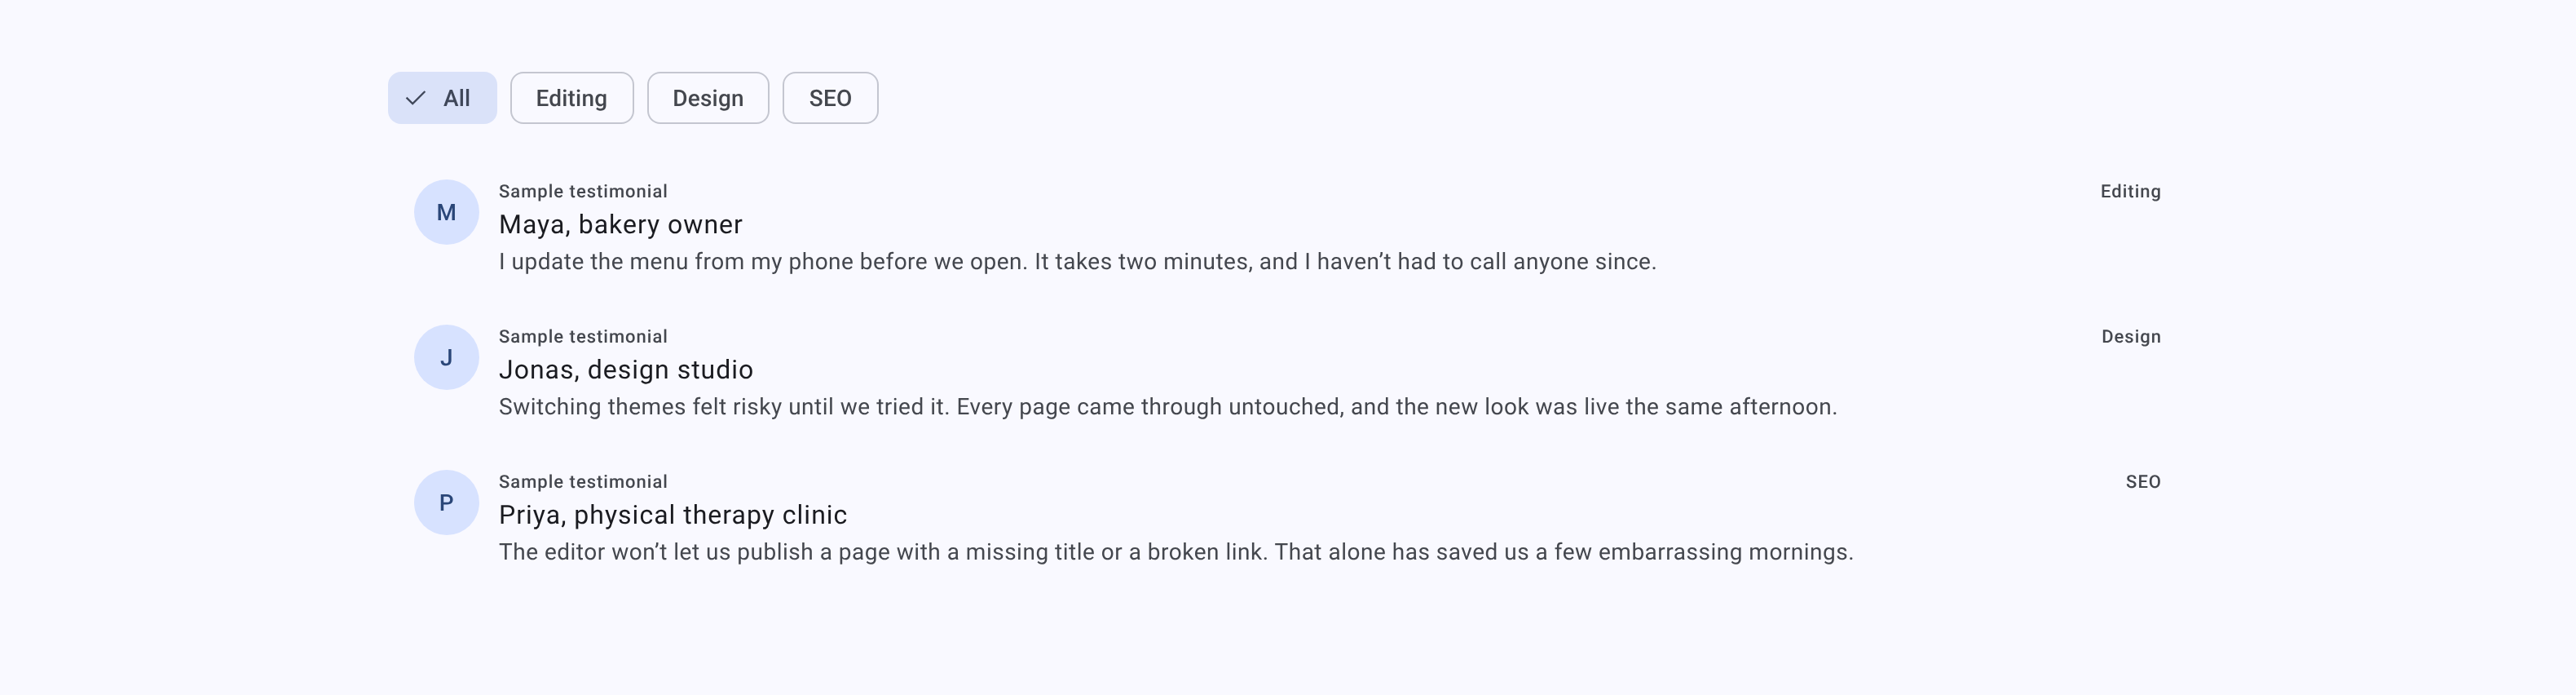 All Editing Design SEO
M
Sample testimonial Editing
Maya, bakery owner
I update the menu from my phone before we open. It takes two minutes, and I haven’t had to call anyone since.
J
Sample testimonial Design
Jonas, design studio
Switching themes felt risky until we tried it. Every page came through untouched, and the new look was live the same afternoon.
P
Sample testimonial SEO
Priya, physical therapy clinic
The editor won’t let us publish a page with a missing title or a broken link. That alone has saved us a few embarrassing mornings.